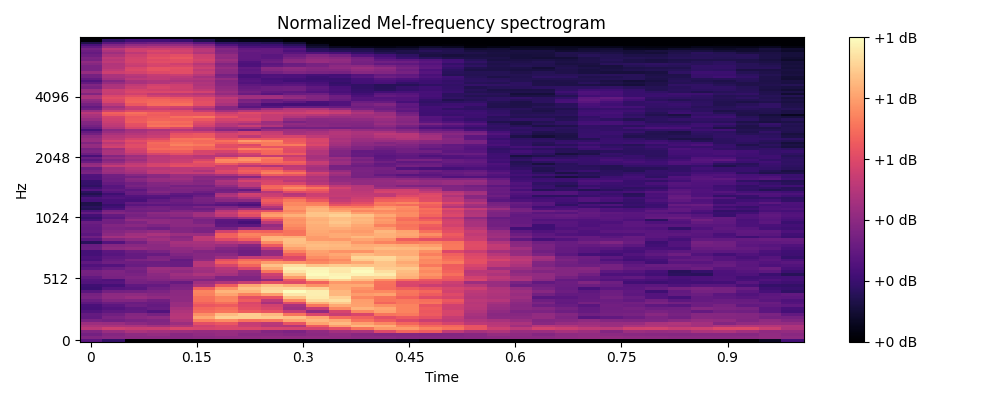 Normalized Mel-frequency spectrogram
Hz
4096
2048
1024
512
0
0 0.15 0.3 0.45 0.6 0.75 0.9
Time
+1 dB
+1 dB
+1 dB
+0 dB
+0 dB
+0 dB